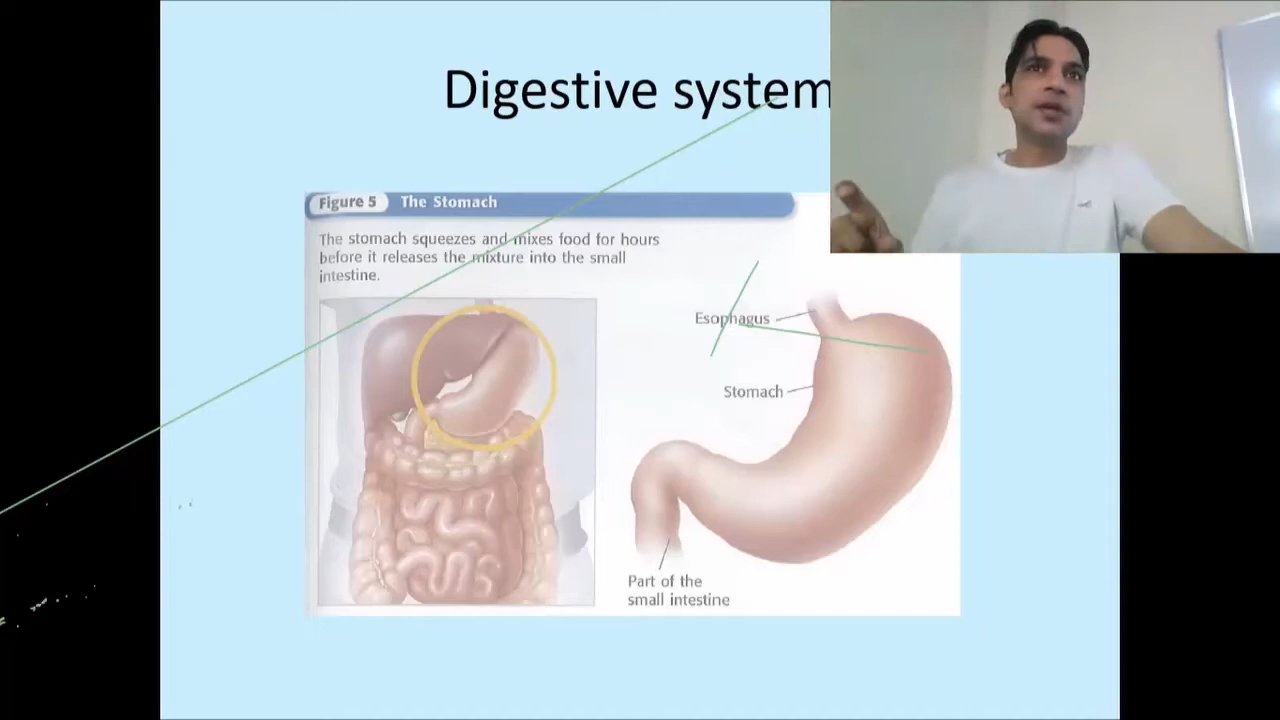 Digestive system
Figure 5 The Stomach
The stomach squeezes and mixes food for hours
before it releases the mixture into the small
intestine.
Esophagus
Stomach
Part of the
small intestine